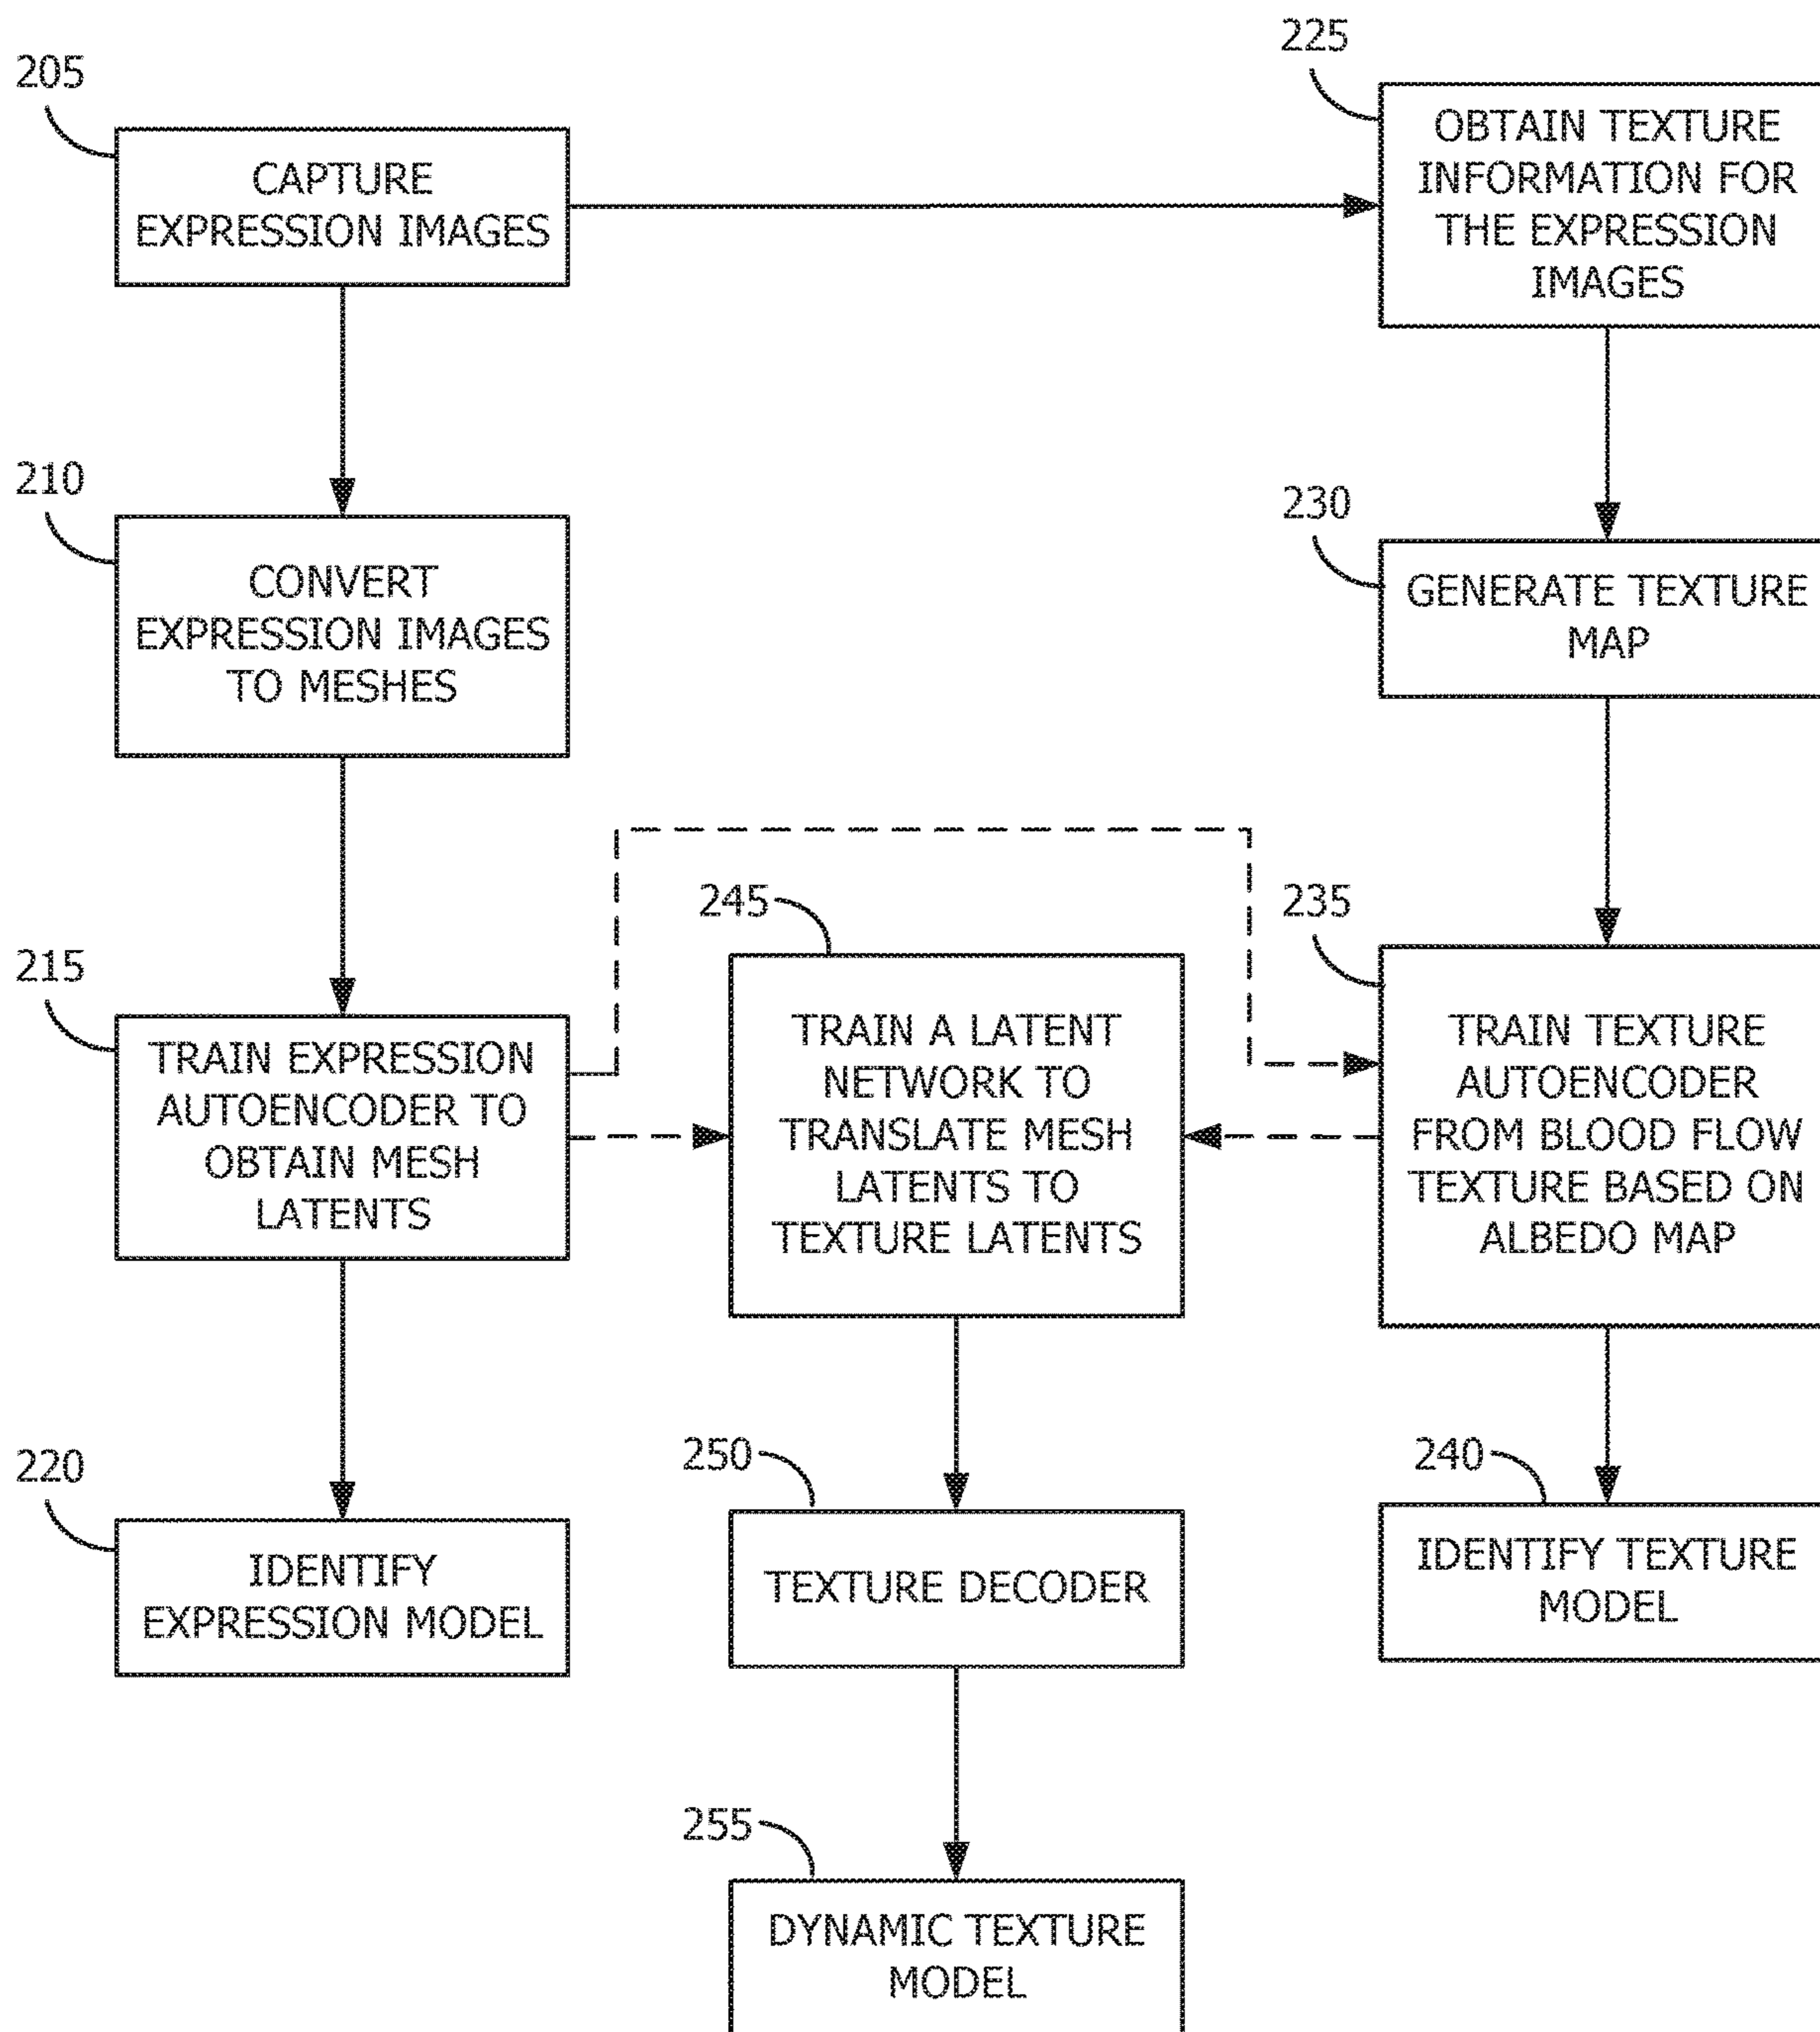 205
CAPTURE
EXPRESSION IMAGES
225
OBTAIN TEXTURE
INFORMATION FOR
THE EXPRESSION
IMAGES
210
CONVERT
EXPRESSION IMAGES
TO MESHES
230
GENERATE TEXTURE
MAP
215
TRAIN EXPRESSION
AUTOENCODER TO
OBTAIN MESH
LATENTS
245
TRAIN A LATENT
NETWORK TO
TRANSLATE MESH
LATENTS TO
TEXTURE LATENTS
235
TRAIN TEXTURE
AUTOENCODER
FROM BLOOD FLOW
TEXTURE BASED ON
ALBEDO MAP
220
IDENTIFY
EXPRESSION MODEL
250
TEXTURE DECODER
240
IDENTIFY TEXTURE
MODEL
255
DYNAMIC TEXTURE
MODEL